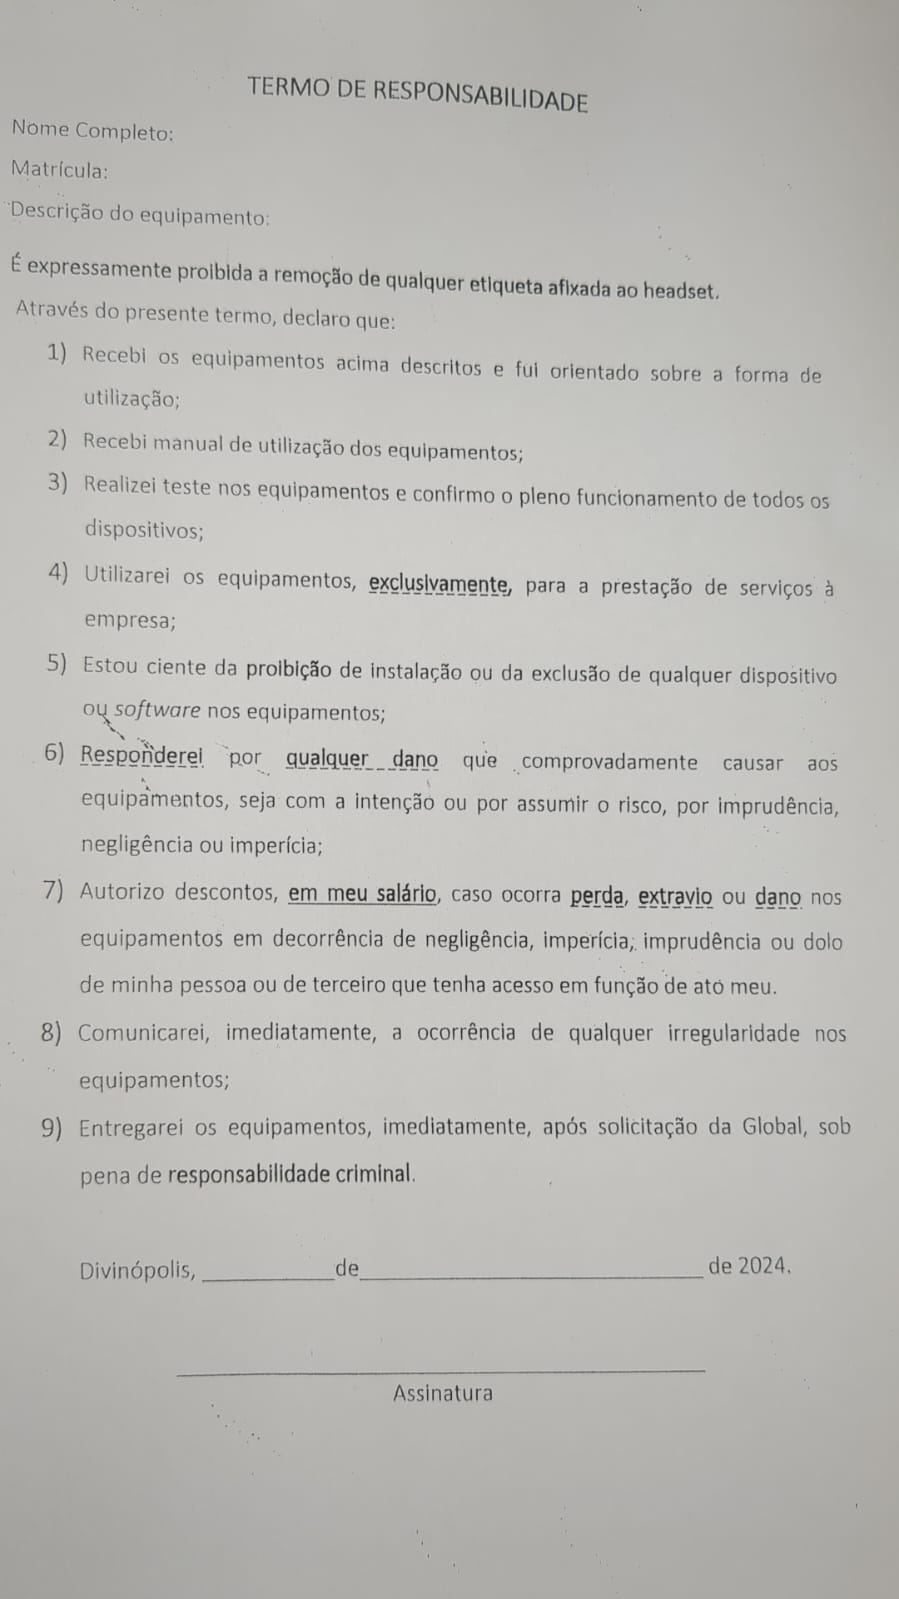 TERMO DE RESPONSABILIDADE
Nome Completo:
Matrícula:
Descrição do equipamento:
É expressamente proibida a remoção de qualquer etiqueta afixada ao headset.
Através do presente termo, declaro que:
1) Recebi os equipamentos acima descritos e fui orientado sobre a forma de
utilização;
2) Recebi manual de utilização dos equipamentos;
3) Realizei teste nos equipamentos e confirmo o pleno funcionamento de todos os
dispositivos;
4) Utilizarei os equipamentos, exclusivamente, para a prestação de serviços à
empresa;
5) Estou ciente da proibição de instalação ou da exclusão de qualquer dispositivo
ou software nos equipamentos;
6) Responderei por qualquer dano que comprovadamente causar aos
equipamentos, seja com a intenção ou por assumir o risco, por imprudência,
negligência ou imperícia;
7) Autorizo descontos, em meu salário, caso ocorra perda, extravio ou dano nos
equipamentos em decorrência de negligência, imperícia, imprudência ou dolo
de minha pessoa ou de terceiro que tenha acesso em função de ato meu.
8) Comunicarei, imediatamente, a ocorrência de qualquer irregularidade nos
equipamentos;
9) Entregarei os equipamentos, imediatamente, após solicitação da Global, sob
pena de responsabilidade criminal.
Divinópolis, __________ de __________________________ de 2024.
Assinatura